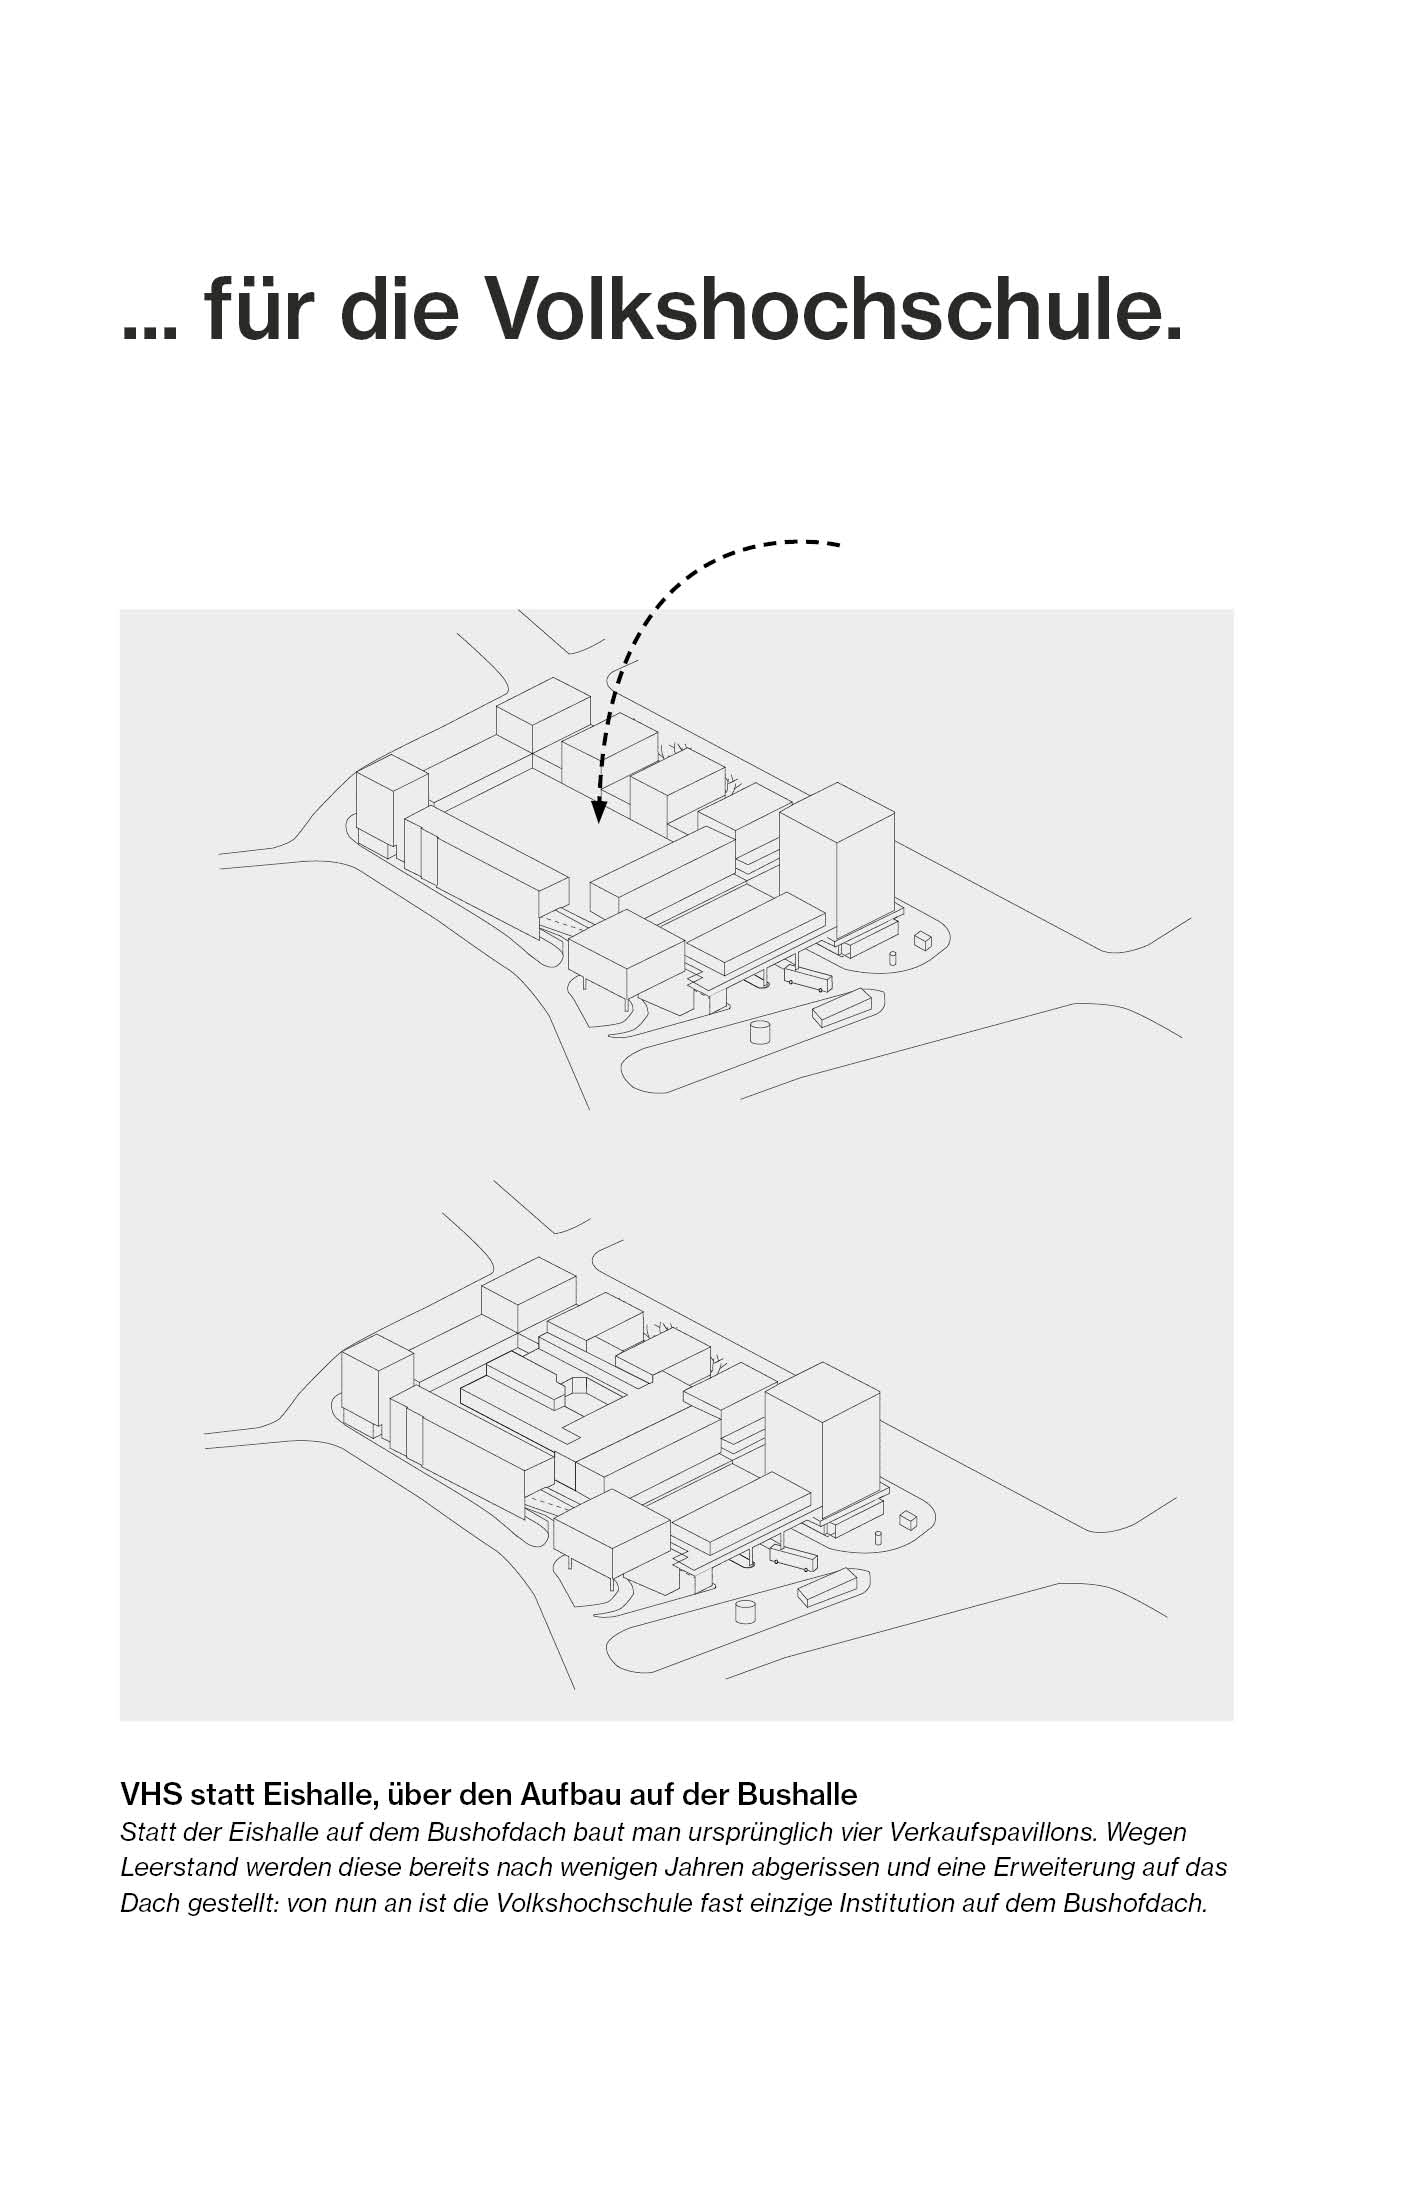 ... für die Volkshochschule.
VHS statt Eishalle, über den Aufbau auf der Bushalle
Statt der Eishalle auf dem Bushofdach baut man ursprünglich vier Verkaufspavillons. Wegen
Leerstand werden diese bereits nach wenigen Jahren abgerissen und eine Erweiterung auf das
Dach gestellt: von nun an ist die Volkshochschule fast einzige Institution auf dem Bushofdach.